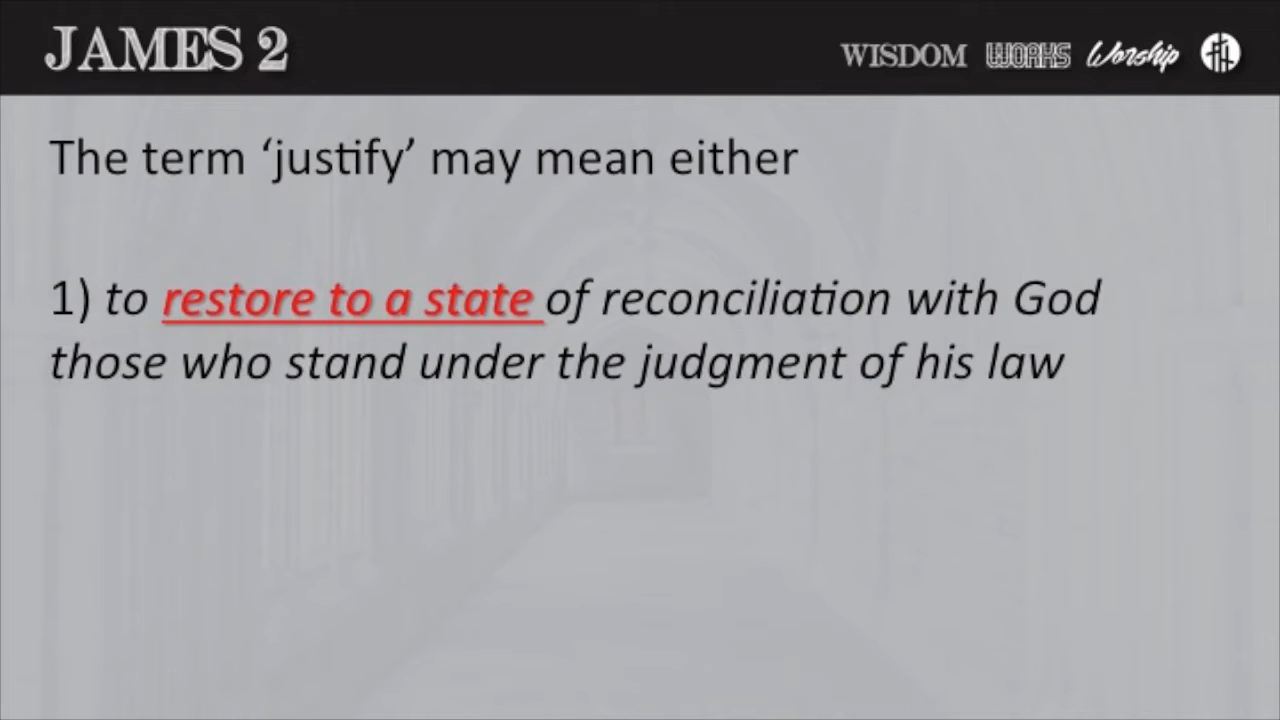 JAMES 2
WISDOM WORKS Worship
The term ‘justify’ may mean either
1) to restore to a state of reconciliation with God
those who stand under the judgment of his law